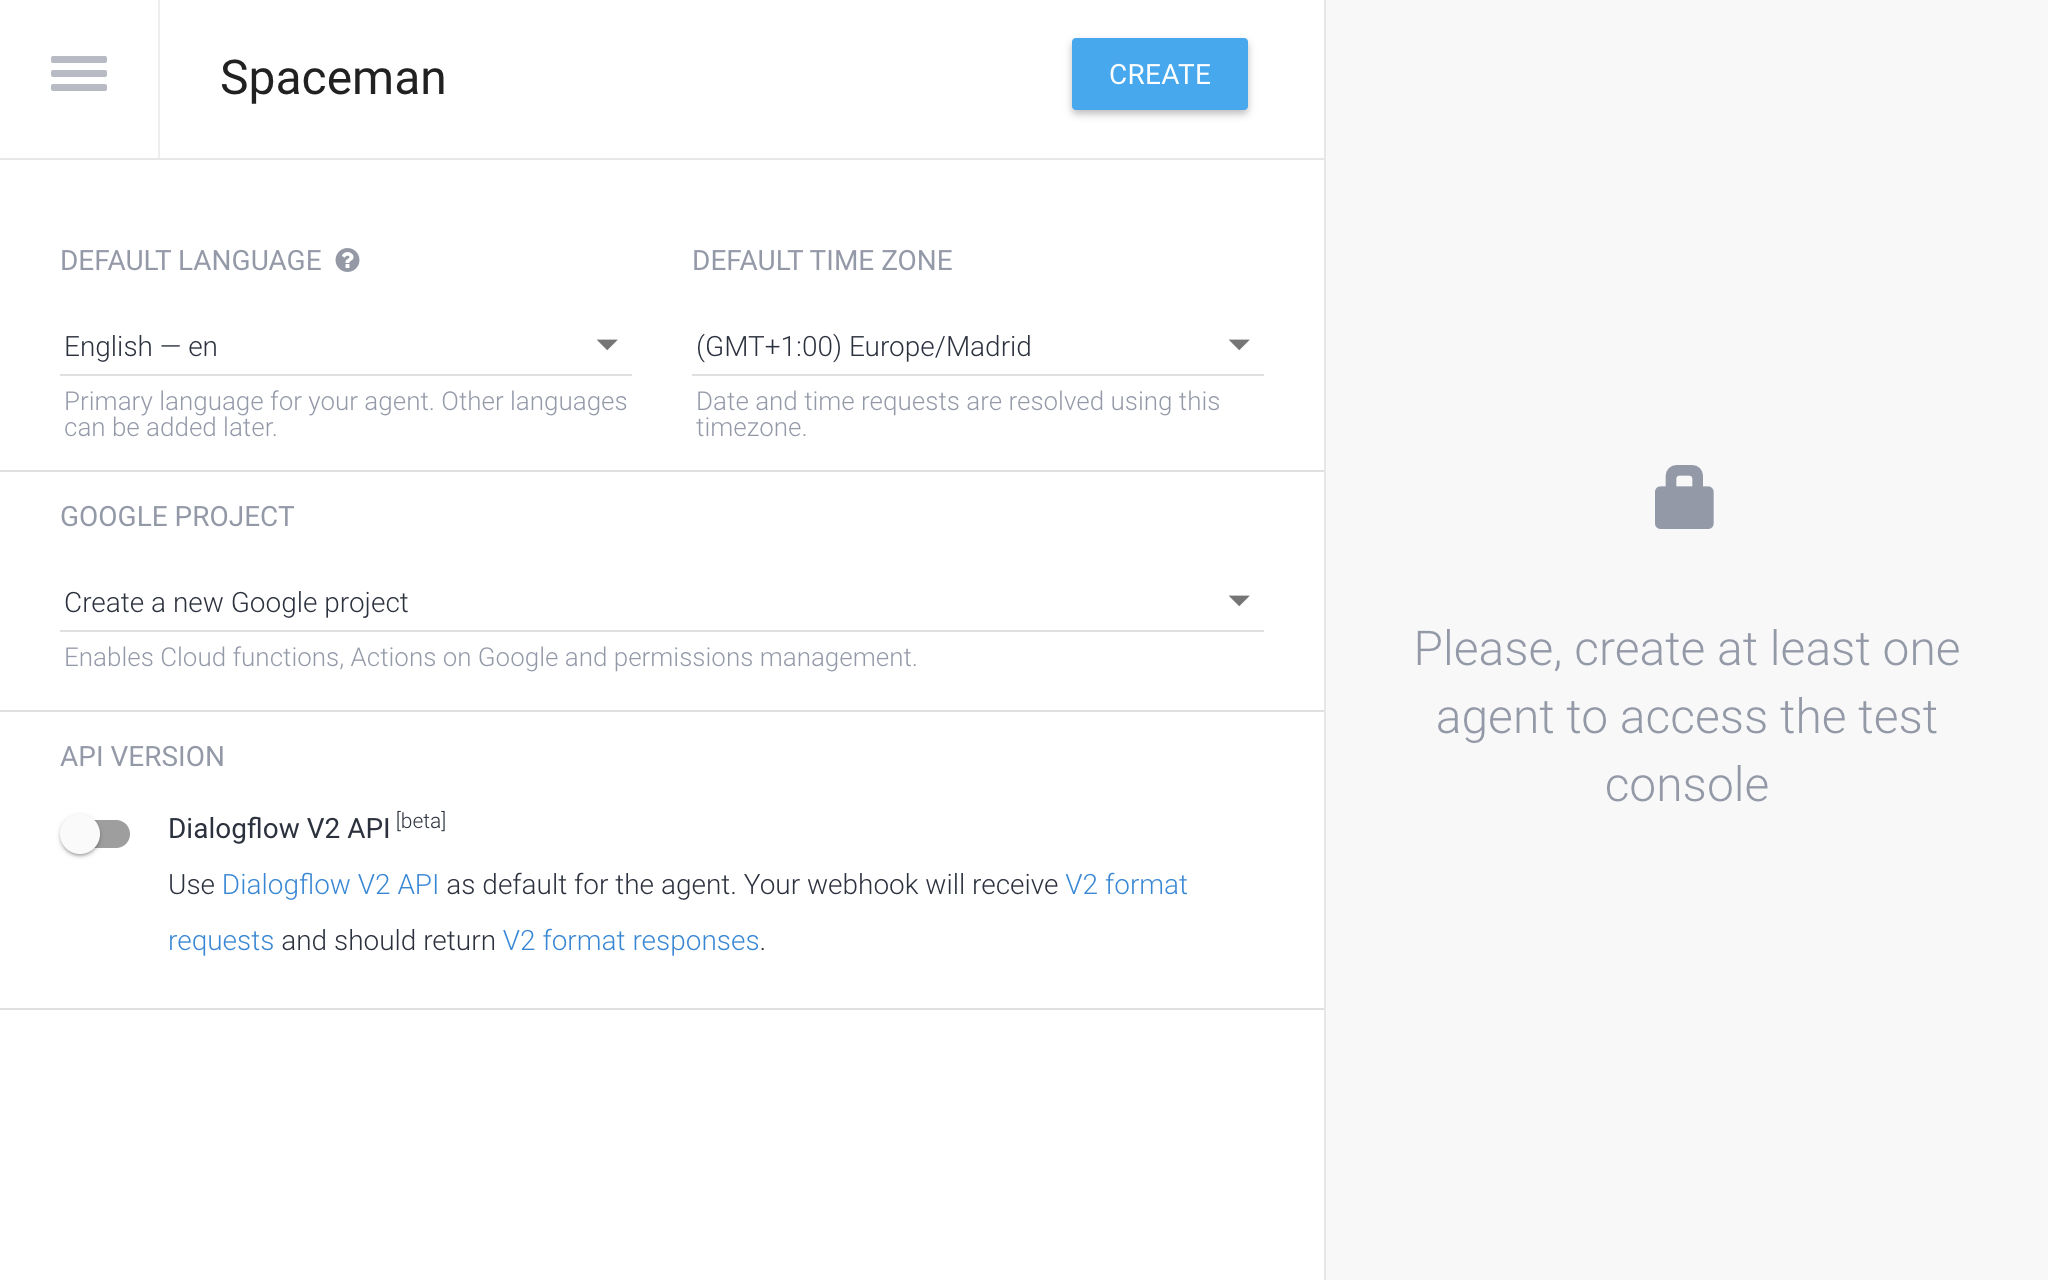 Spaceman
CREATE
DEFAULT LANGUAGE
DEFAULT TIME ZONE
English — en
(GMT+1:00) Europe/Madrid
Primary language for your agent. Other languages
can be added later.
Date and time requests are resolved using this
timezone.
GOOGLE PROJECT
Create a new Google project
Enables Cloud functions, Actions on Google and permissions management.
API VERSION
Dialogflow V2 API [beta]
Use Dialogflow V2 API as default for the agent. Your webhook will receive V2 format
requests and should return V2 format responses.
Please, create at least one
agent to access the test
console